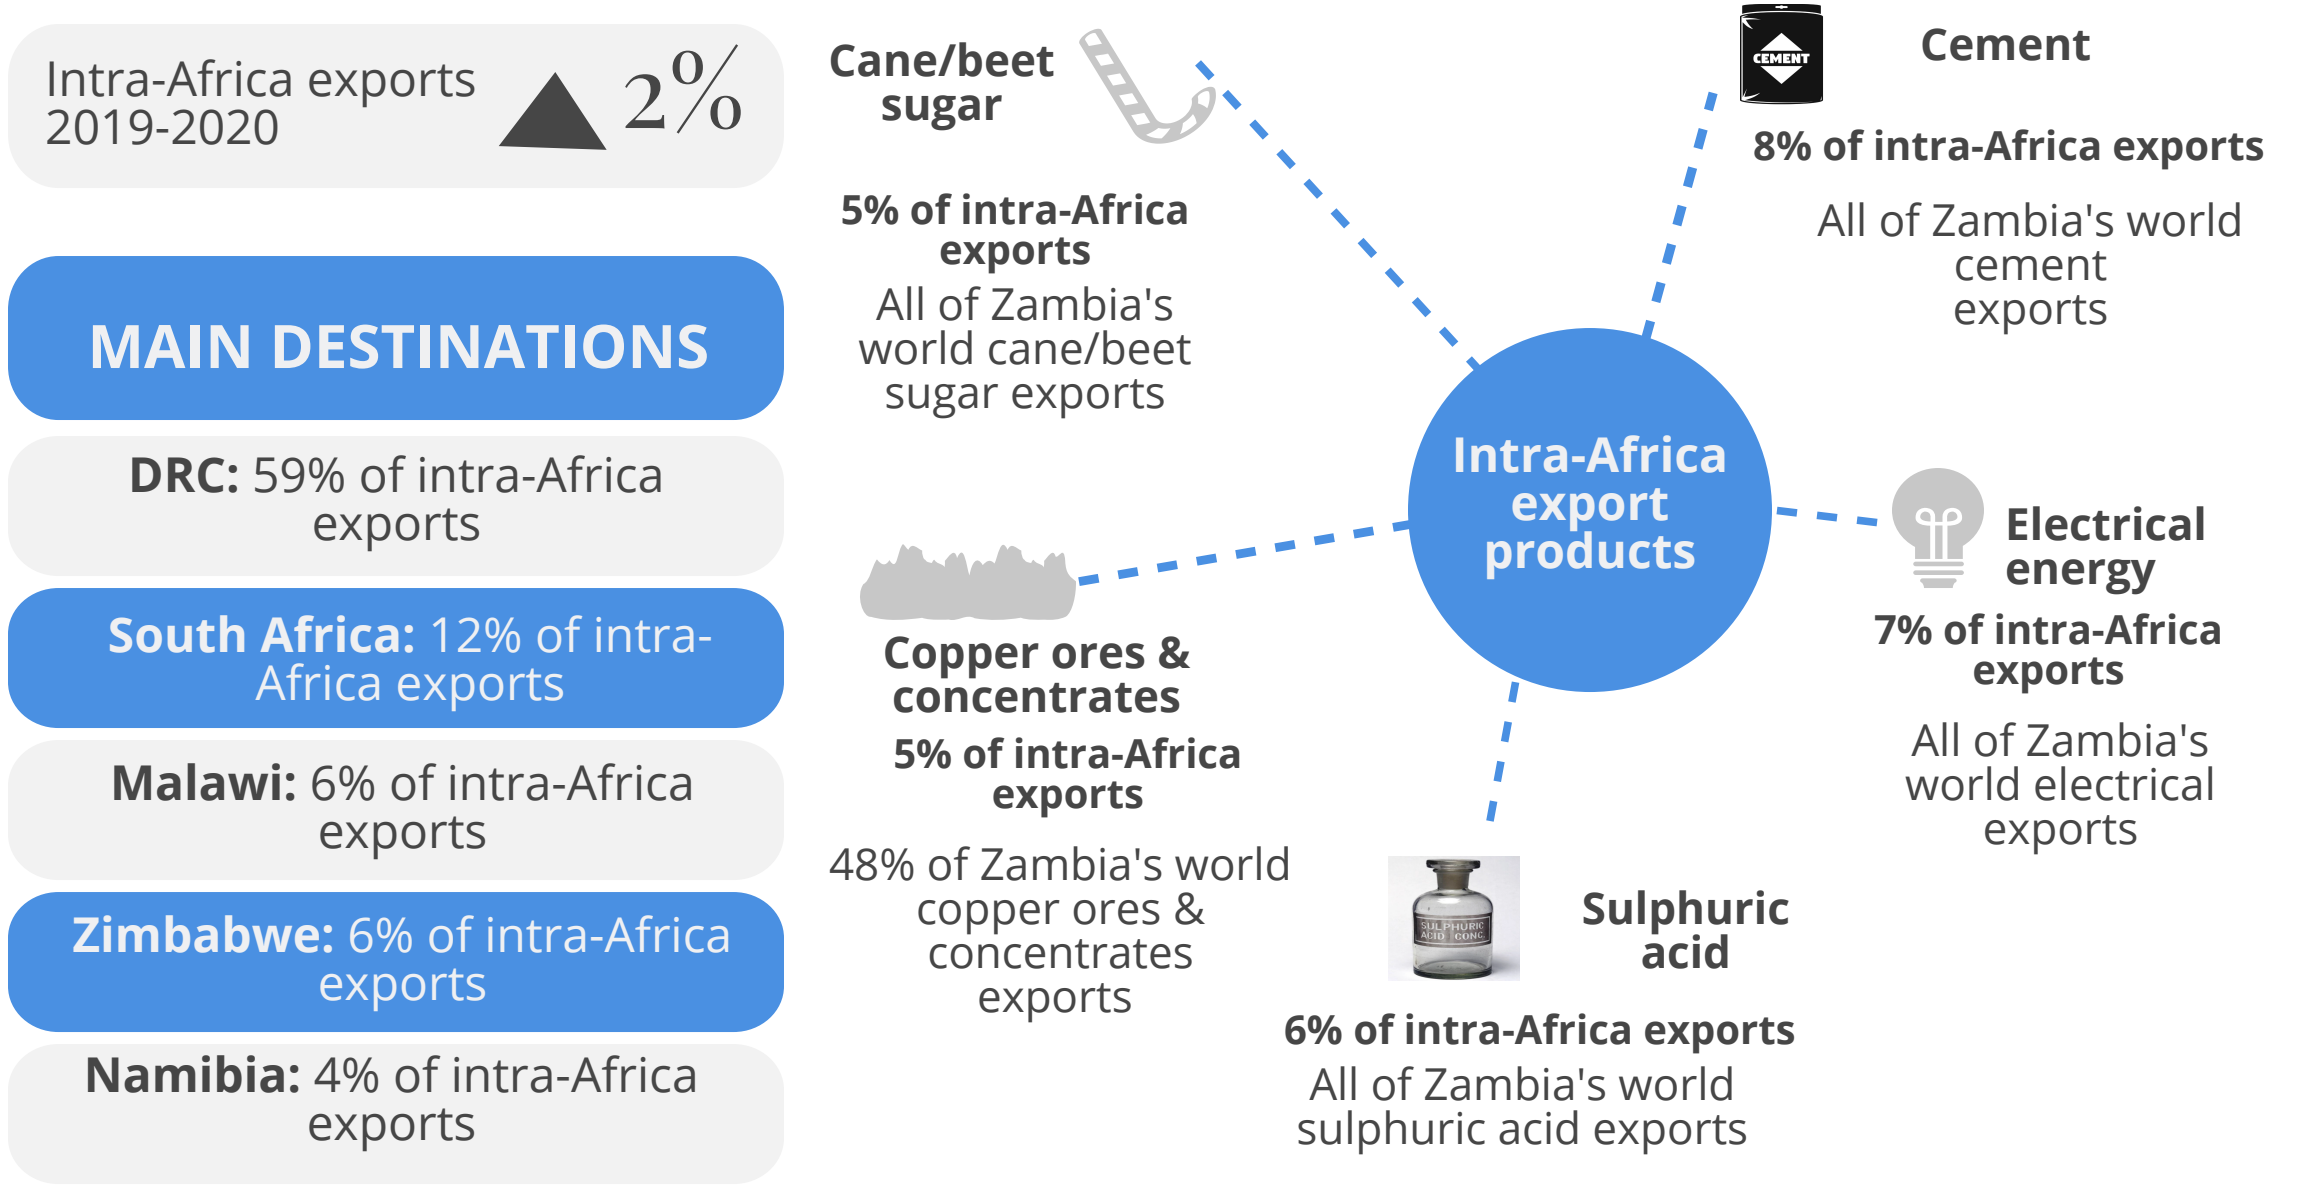 Intra-Africa exports
2019-2020
2%
MAIN DESTINATIONS
DRC: 59% of intra-Africa
exports
South Africa: 12% of intra-
Africa exports
Malawi: 6% of intra-Africa
exports
Zimbabwe: 6% of intra-Africa
exports
Namibia: 4% of intra-Africa
exports
Cane/beet
sugar
5% of intra-Africa
exports
All of Zambia's
world cane/beet
sugar exports
CEMENT
Cement
8% of intra-Africa exports
All of Zambia's world
cement
exports
Intra-Africa
export
products
Electrical
energy
7% of intra-Africa
exports
All of Zambia's
world electrical
exports
Copper ores &
concentrates
5% of intra-Africa
exports
48% of Zambia's world
copper ores &
concentrates
exports
SULPHURIC
ACID CONC.
Sulphuric
acid
6% of intra-Africa exports
All of Zambia's world
sulphuric acid exports